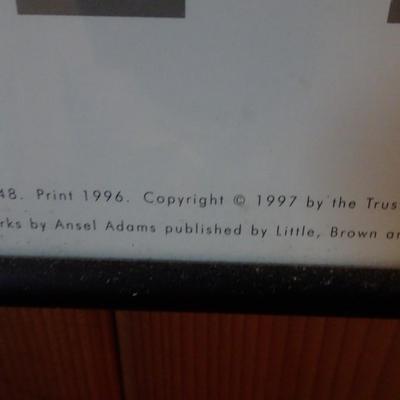 48. Print 1996. Copyright © 1997 by the Trus
rks by Ansel Adams published by Little, Brown an